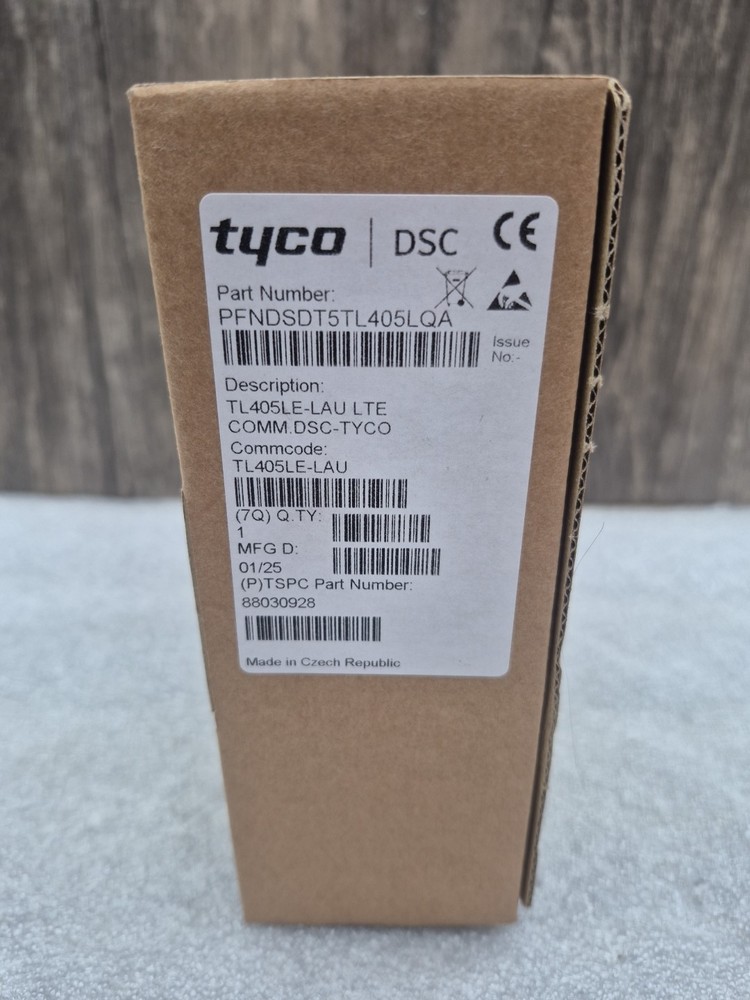 tyco | DSC CE
Part Number:
PFNDSDT5TL405LQA
Issue
No:-
Description:
TL405LE-LAU LTE
COMM.DSC-TYCO
Commcode:
TL405LE-LAU
(7Q) Q.TY:
1
MFG D:
01/25
(P)TSPC Part Number:
88030928
Made in Czech Republic